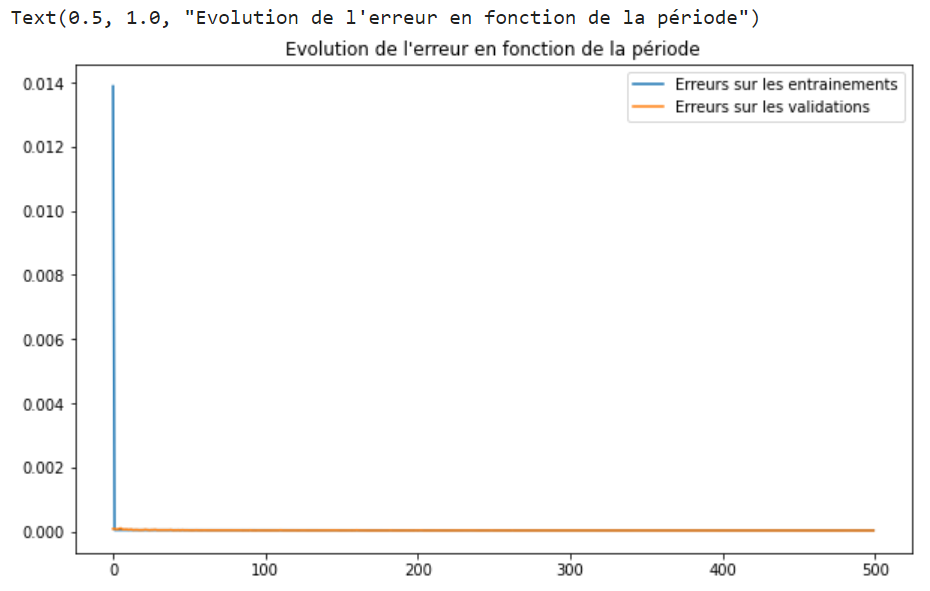 Text(0.5, 1.0, "Evolution de l'erreur en fonction de la période")
Evolution de l'erreur en fonction de la période
Erreurs sur les entrainements
Erreurs sur les validations
0.014
0.012
0.010
0.008
0.006
0.004
0.002
0.000
0 100 200 300 400 500